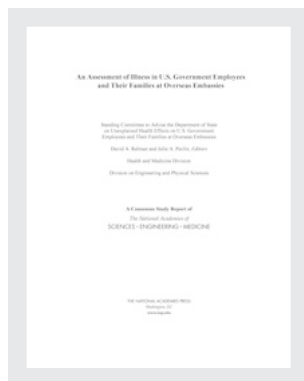 An Assessment of Illness in U.S. Government Employees
and Their Families at Overseas Embassies
Standing Committee to Advise the Department of State
on Unexplained Health Effects on U.S. Government
Employees and Their Families at Overseas Embassies
David A. Relman and Julie A. Pavlin, Editors
Health and Medicine Division
Division on Engineering and Physical Sciences
A Consensus Study Report of
The National Academies of
SCIENCES • ENGINEERING • MEDICINE
THE NATIONAL ACADEMIES PRESS
Washington, DC
www.nap.edu